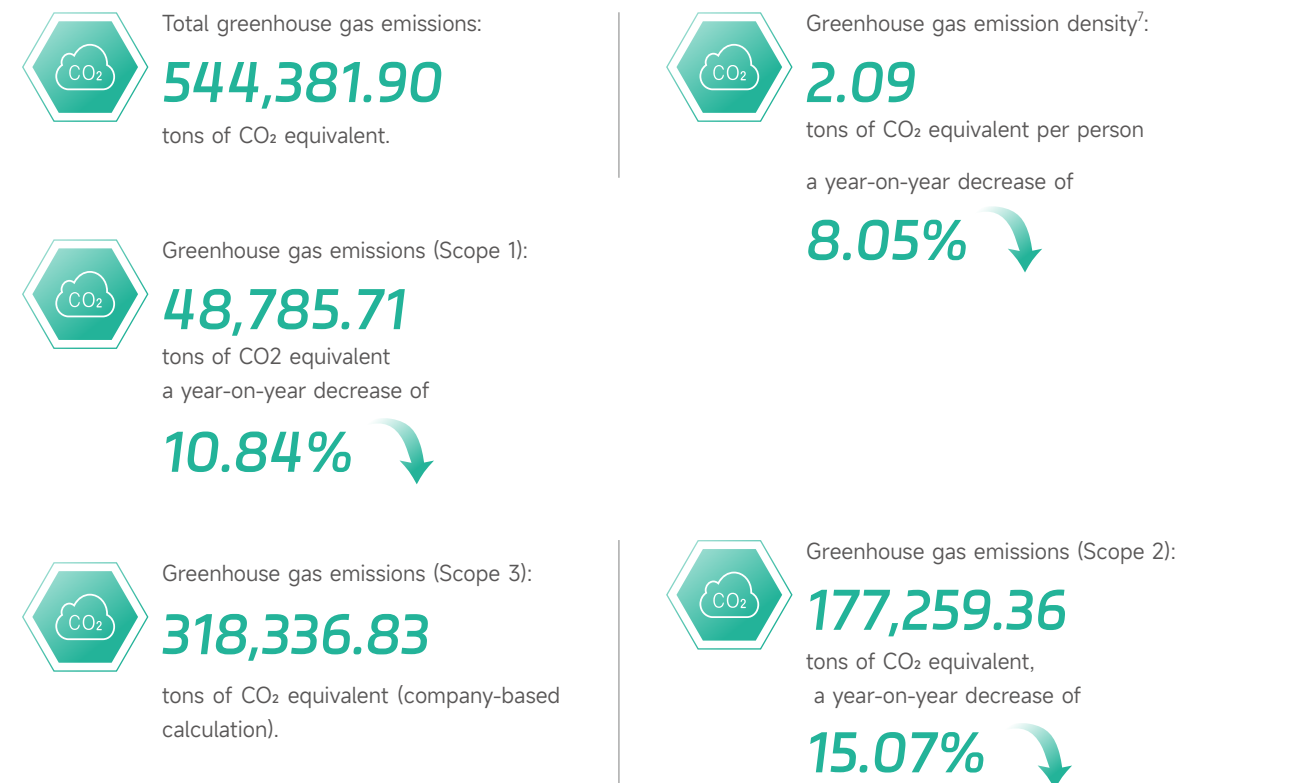 CO₂
Total greenhouse gas emissions:
544,381.90
tons of CO₂ equivalent.
CO₂
Greenhouse gas emission density⁷:
2.09
tons of CO₂ equivalent per person
a year-on-year decrease of
8.05%
CO₂
Greenhouse gas emissions (Scope 1):
48,785.71
tons of CO2 equivalent
a year-on-year decrease of
10.84%
CO₂
Greenhouse gas emissions (Scope 3):
318,336.83
tons of CO₂ equivalent (company-based
calculation).
CO₂
Greenhouse gas emissions (Scope 2):
177,259.36
tons of CO₂ equivalent,
a year-on-year decrease of
15.07%